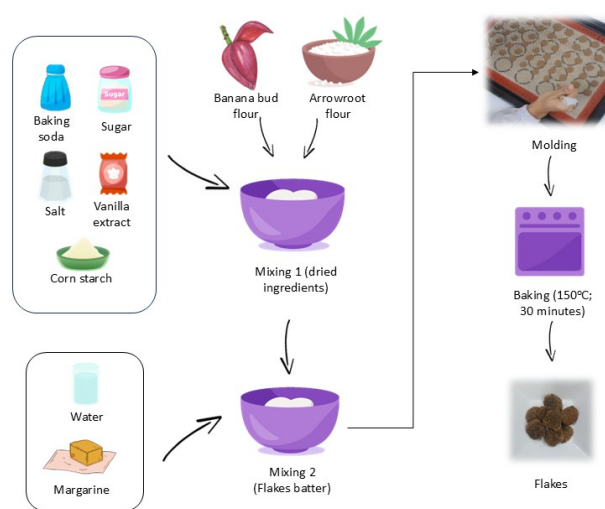 Baking
soda
Sugar
Sugar
Salt
Vanilla
extract
Corn starch
Banana bud
flour
Arrowroot
flour
Mixing 1 (dried
ingredients)
Water
Margarine
Mixing 2
(Flakes batter)
Molding
Baking (150°C;
30 minutes)
Flakes